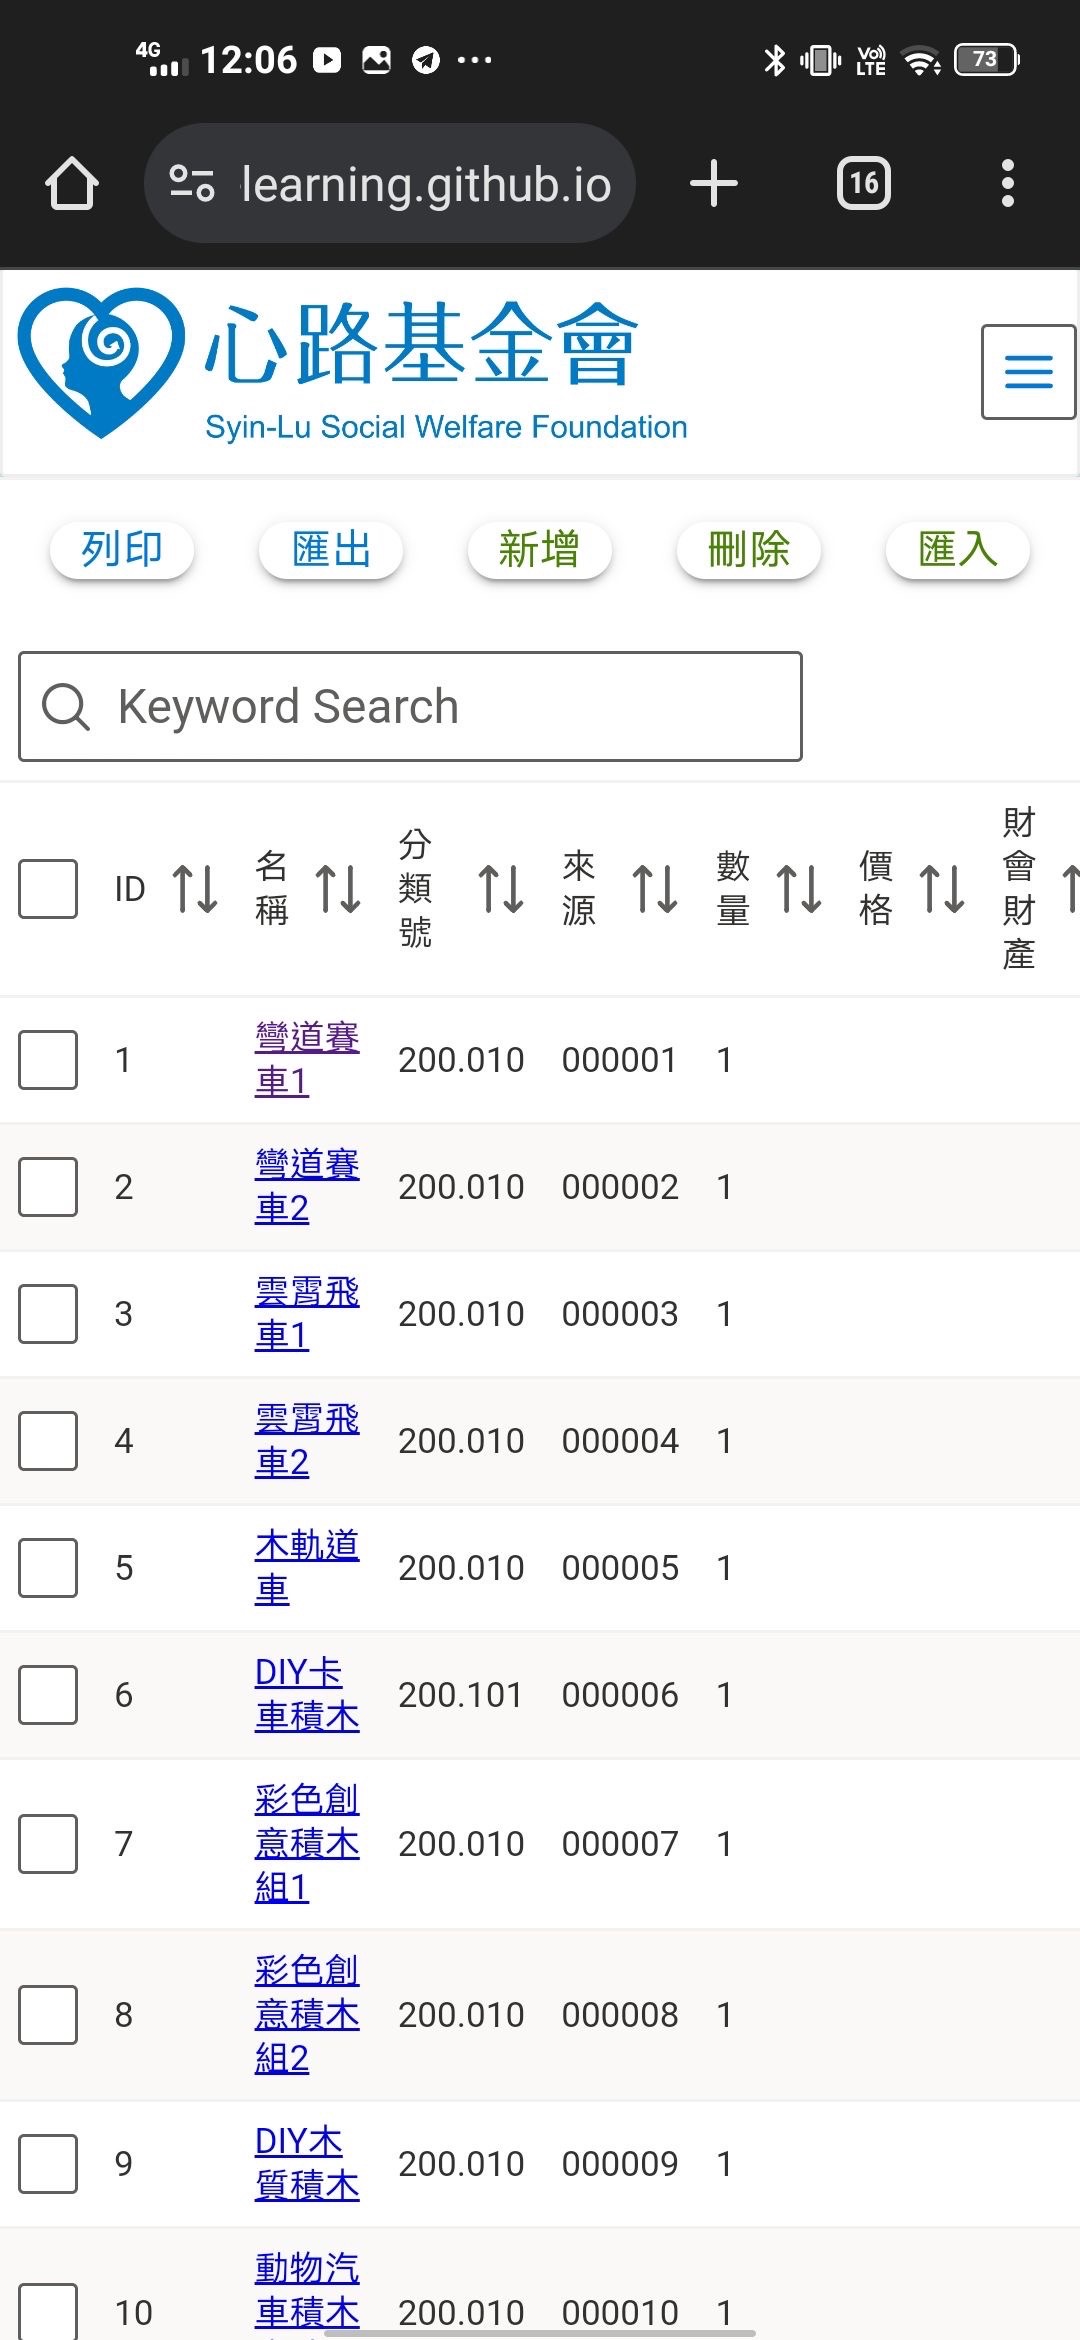 4G 12:06 ··· Vo) LTE 73
learning.github.io 16
心路基金會
Syin-Lu Social Welfare Foundation
列印 匯出 新增 刪除 匯入
Keyword Search
ID 名稱 分類號 來源 數量 價格 財會財產
1 彎道賽車1 200.010 000001 1
2 彎道賽車2 200.010 000002 1
3 雲霄飛車1 200.010 000003 1
4 雲霄飛車2 200.010 000004 1
5 木軌道車 200.010 000005 1
6 DIY卡車積木 200.101 000006 1
7 彩色創意積木組1 200.010 000007 1
8 彩色創意積木組2 200.010 000008 1
9 DIY木質積木 200.010 000009 1
10 動物汽車積木 200.010 000010 1